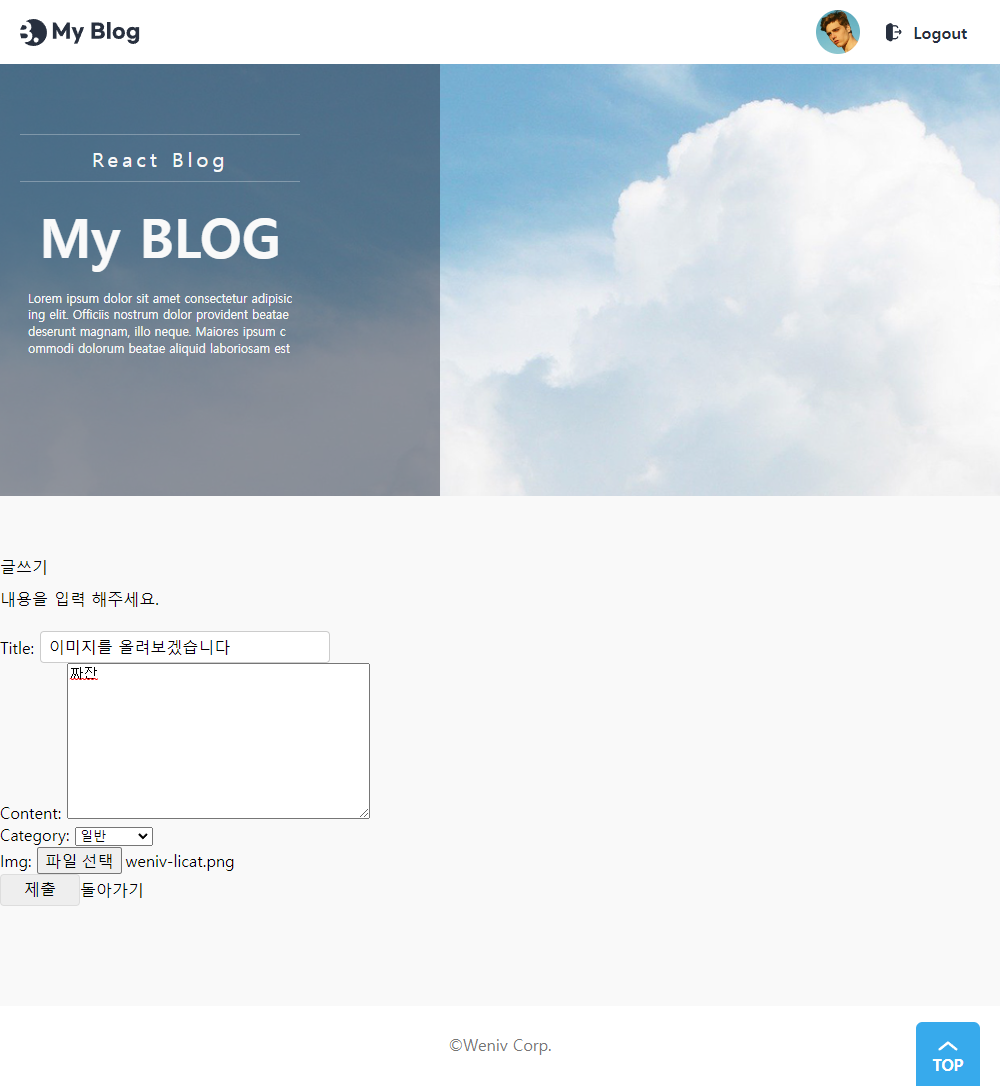 My Blog
Logout
React Blog
My BLOG
Lorem ipsum dolor sit amet consectetur adipisic
ing elit. Officiis nostrum dolor provident beatae
deserunt magnam, illo neque. Maiores ipsum c
ommodi dolorum beatae aliquid laboriosam est
글쓰기
내용을 입력 해주세요.
Title: 이미지를 올려보겠습니다
짜잔
Content:
Category: 일반
Img: 파일 선택 weniv-licat.png
제출 돌아가기
©Weniv Corp.
TOP